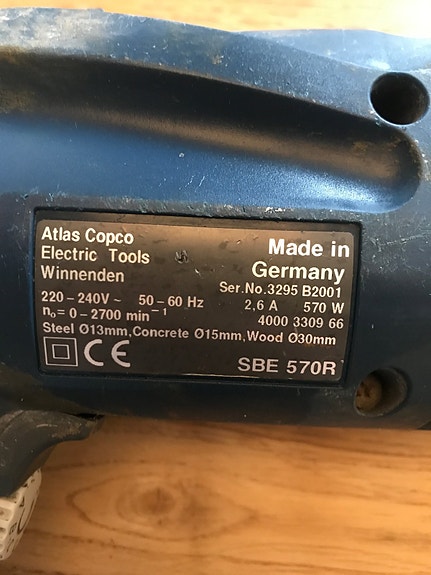 Atlas Copco
Electric Tools
Winnenden
Made in
Germany
Ser.No.3295 B2001
220 – 240V ~ 50 – 60 Hz 2,6 A 570 W
n₀ = 0 – 2700 min⁻¹ 4000 3309 66
Steel Ø13mm,Concrete Ø15mm,Wood Ø30mm
CE
SBE 570R